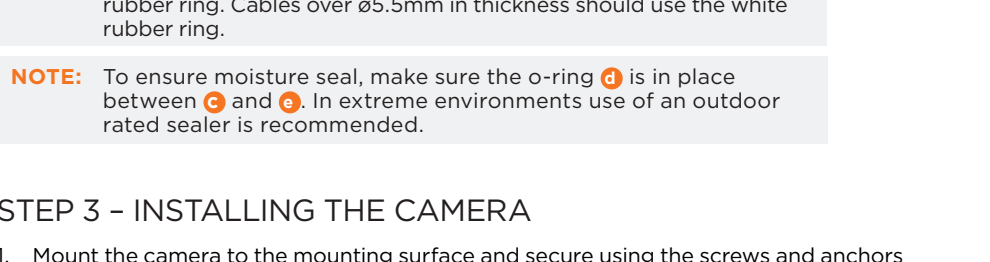 rubber ring. Cables over ø5.5mm in thickness should use the white
rubber ring.
NOTE: To ensure moisture seal, make sure the o-ring d is in place
between c and e. In extreme environments use of an outdoor
rated sealer is recommended.
STEP 3 – INSTALLING THE CAMERA
1. Mount the camera to the mounting surface and secure using the screws and anchors